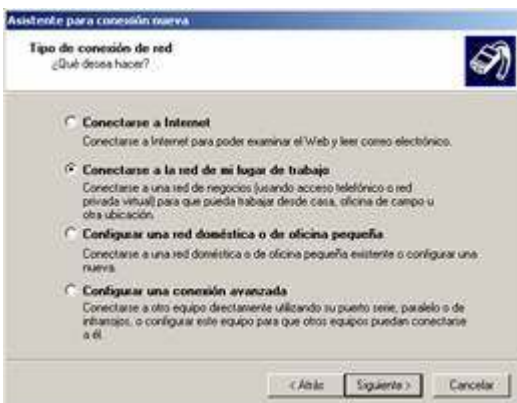 Asistente para conexión nueva
Tipo de conexión de red
¿Qué desea hacer?
Conectarse a Internet
Conectarse a Internet para poder examinar el Web y leer correo electrónico.
Conectarse a la red de mi lugar de trabajo
Conectarse a una red de negocios (usando acceso telefónico o red
privada virtual) para que pueda trabajar desde casa, oficina de campo u
otra ubicación.
Configurar una red doméstica o de oficina pequeña
Conectarse a una red doméstica o de oficina pequeña existente o configurar una
nueva.
Configurar una conexión avanzada
Conectarse a otro equipo directamente utilizando su puerto serie, paralelo o de
infrarrojos, o configurar este equipo para que otros equipos puedan conectarse
a él.
< Atrás Siguiente > Cancelar